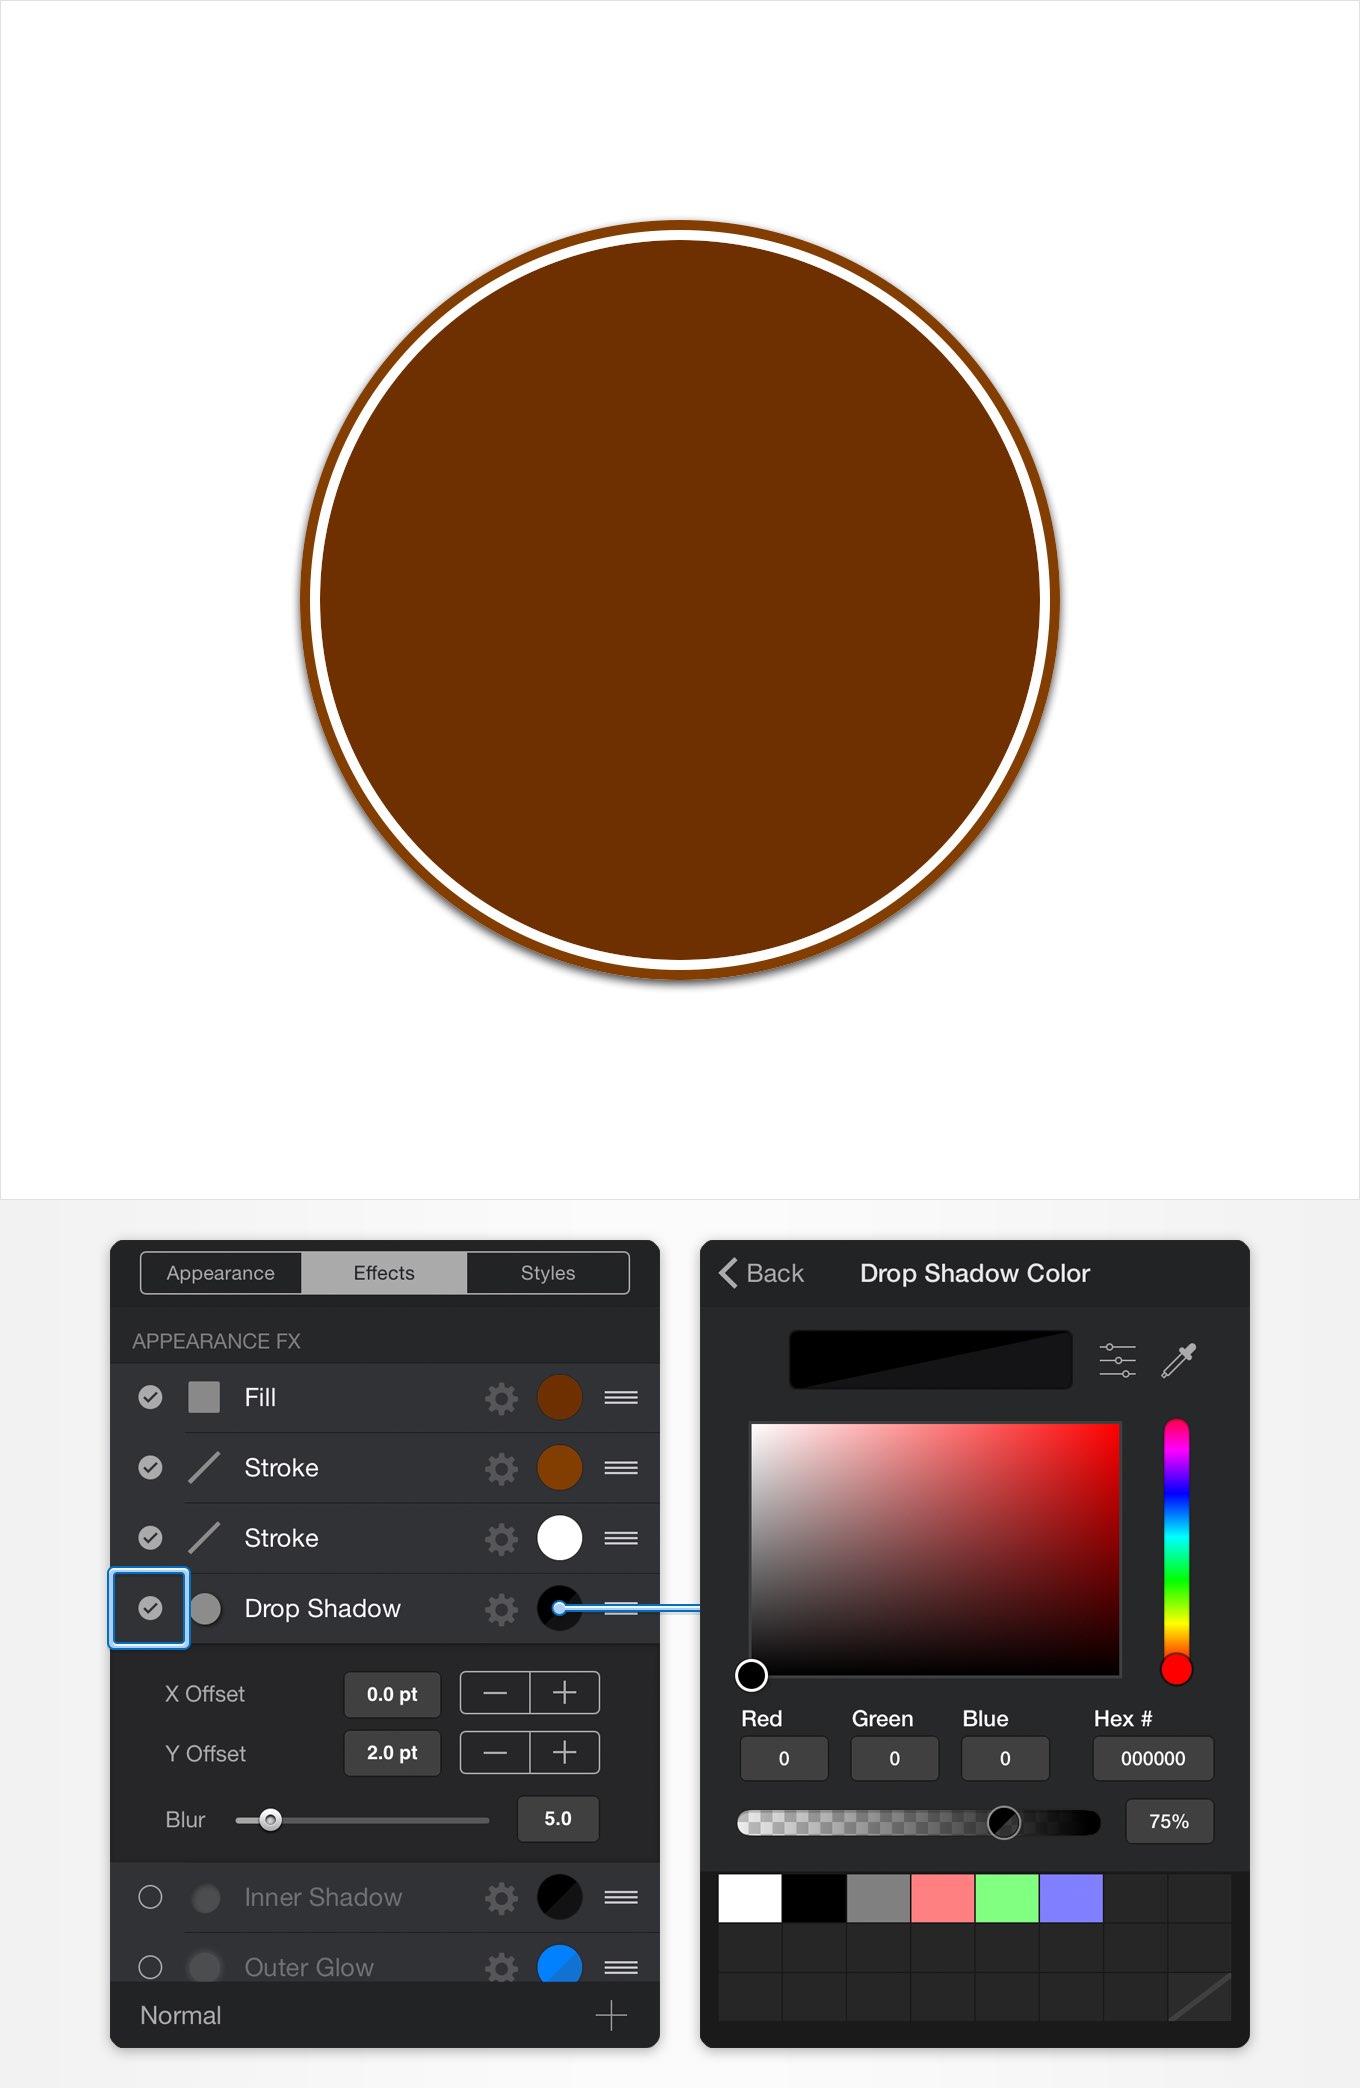 Appearance Effects Styles
APPEARANCE FX
Fill
Stroke
Stroke
Drop Shadow
X Offset 0.0 pt
Y Offset 2.0 pt
Blur 5.0
Inner Shadow
Outer Glow
Normal
Back Drop Shadow Color
Red Green Blue Hex #
0 0 0 000000
75%